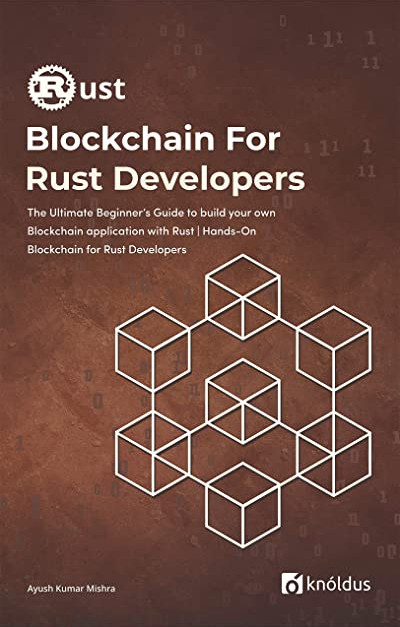 Rust
Blockchain For
Rust Developers
The Ultimate Beginner's Guide to build your own
Blockchain application with Rust | Hands-On
Blockchain for Rust Developers
Ayush Kumar Mishra
knóldus